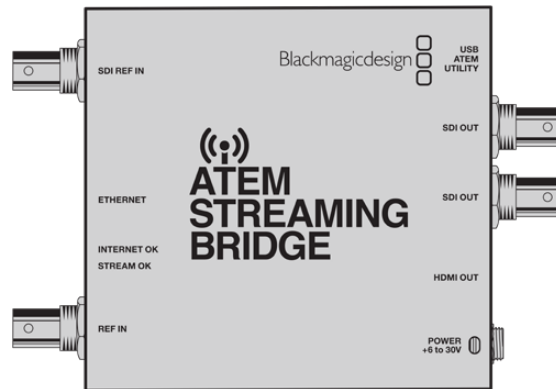 SDI REF IN
Blackmagicdesign
USB
ATEM
UTILITY
SDI OUT
ETHERNET
ATEM
STREAMING
BRIDGE
SDI OUT
INTERNET OK
STREAM OK
HDMI OUT
REF IN
POWER
+6 to 30V